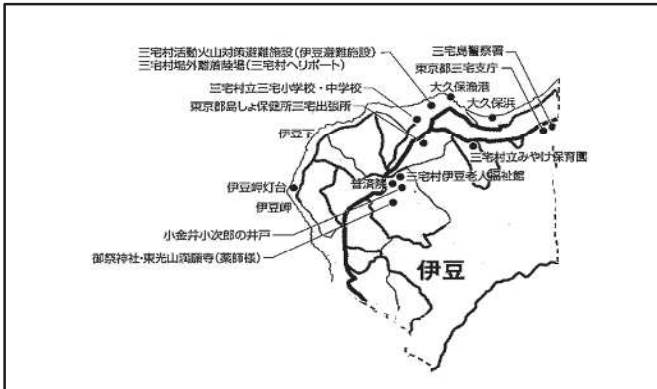 三宅村活動火山対策避難施設(伊豆避難施設)
三宅村場外離着陸場(三宅村ヘリポート)
三宅島警察署
東京都三宅支庁
三宅村立三宅小学校・中学校
大久保漁港
東京都島しょ保健所三宅出張所
大久保浜
伊豆下
三宅村立みやけ保育園
普済院
三宅村伊豆老人福祉館
伊豆岬灯台
伊豆岬
小金井小次郎の井戸
御祭神社・東光山満願寺(薬師様)
伊豆